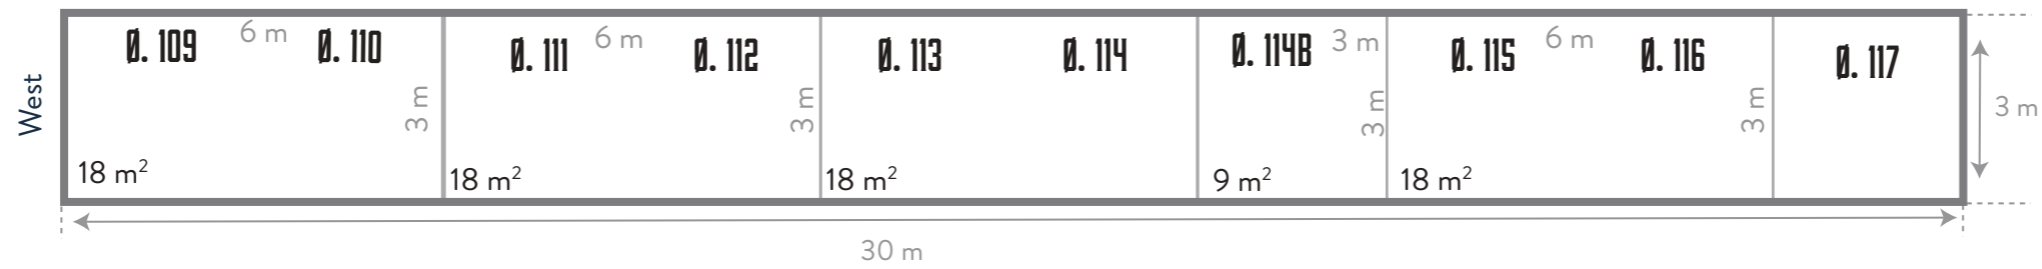 West
Ø. 109
6 m
Ø. 110
3 m
18 m²
Ø. 111
6 m
Ø. 112
3 m
18 m²
Ø. 113
Ø. 114
18 m²
Ø. 114B
3 m
3 m
9 m²
Ø. 115
6 m
Ø. 116
3 m
18 m²
Ø. 117
3 m
30 m